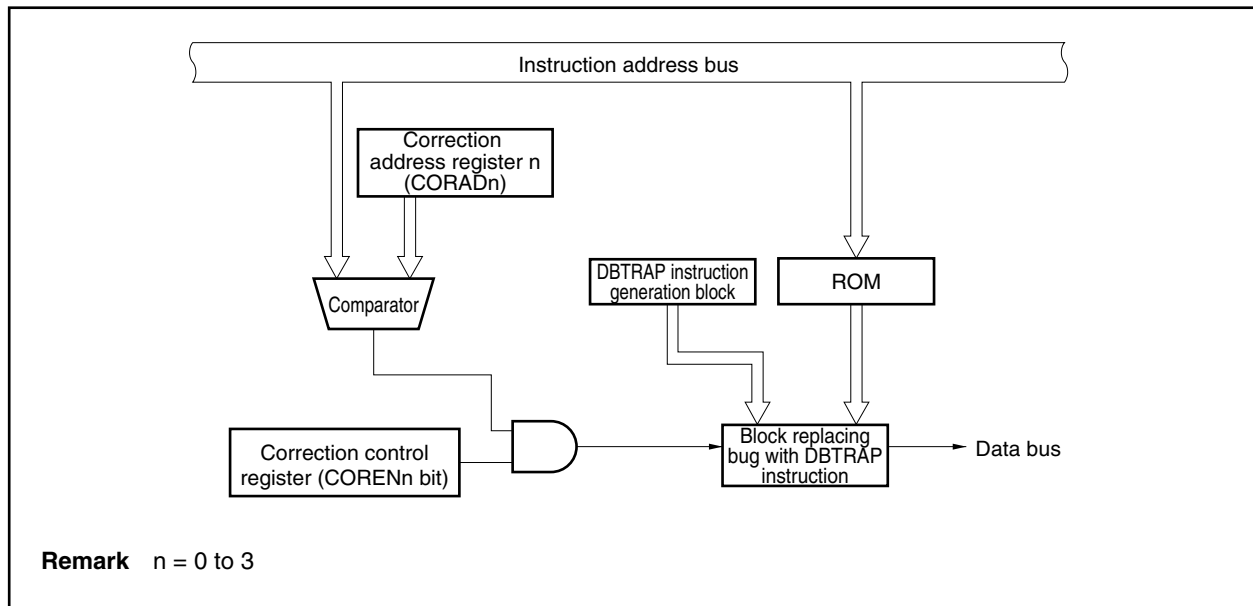 Instruction address bus
Correction
address register n
(CORADn)
Comparator
DBTRAP instruction
generation block
ROM
Correction control
register (CORENn bit)
Block replacing
bug with DBTRAP
instruction
Data bus
Remark n = 0 to 3